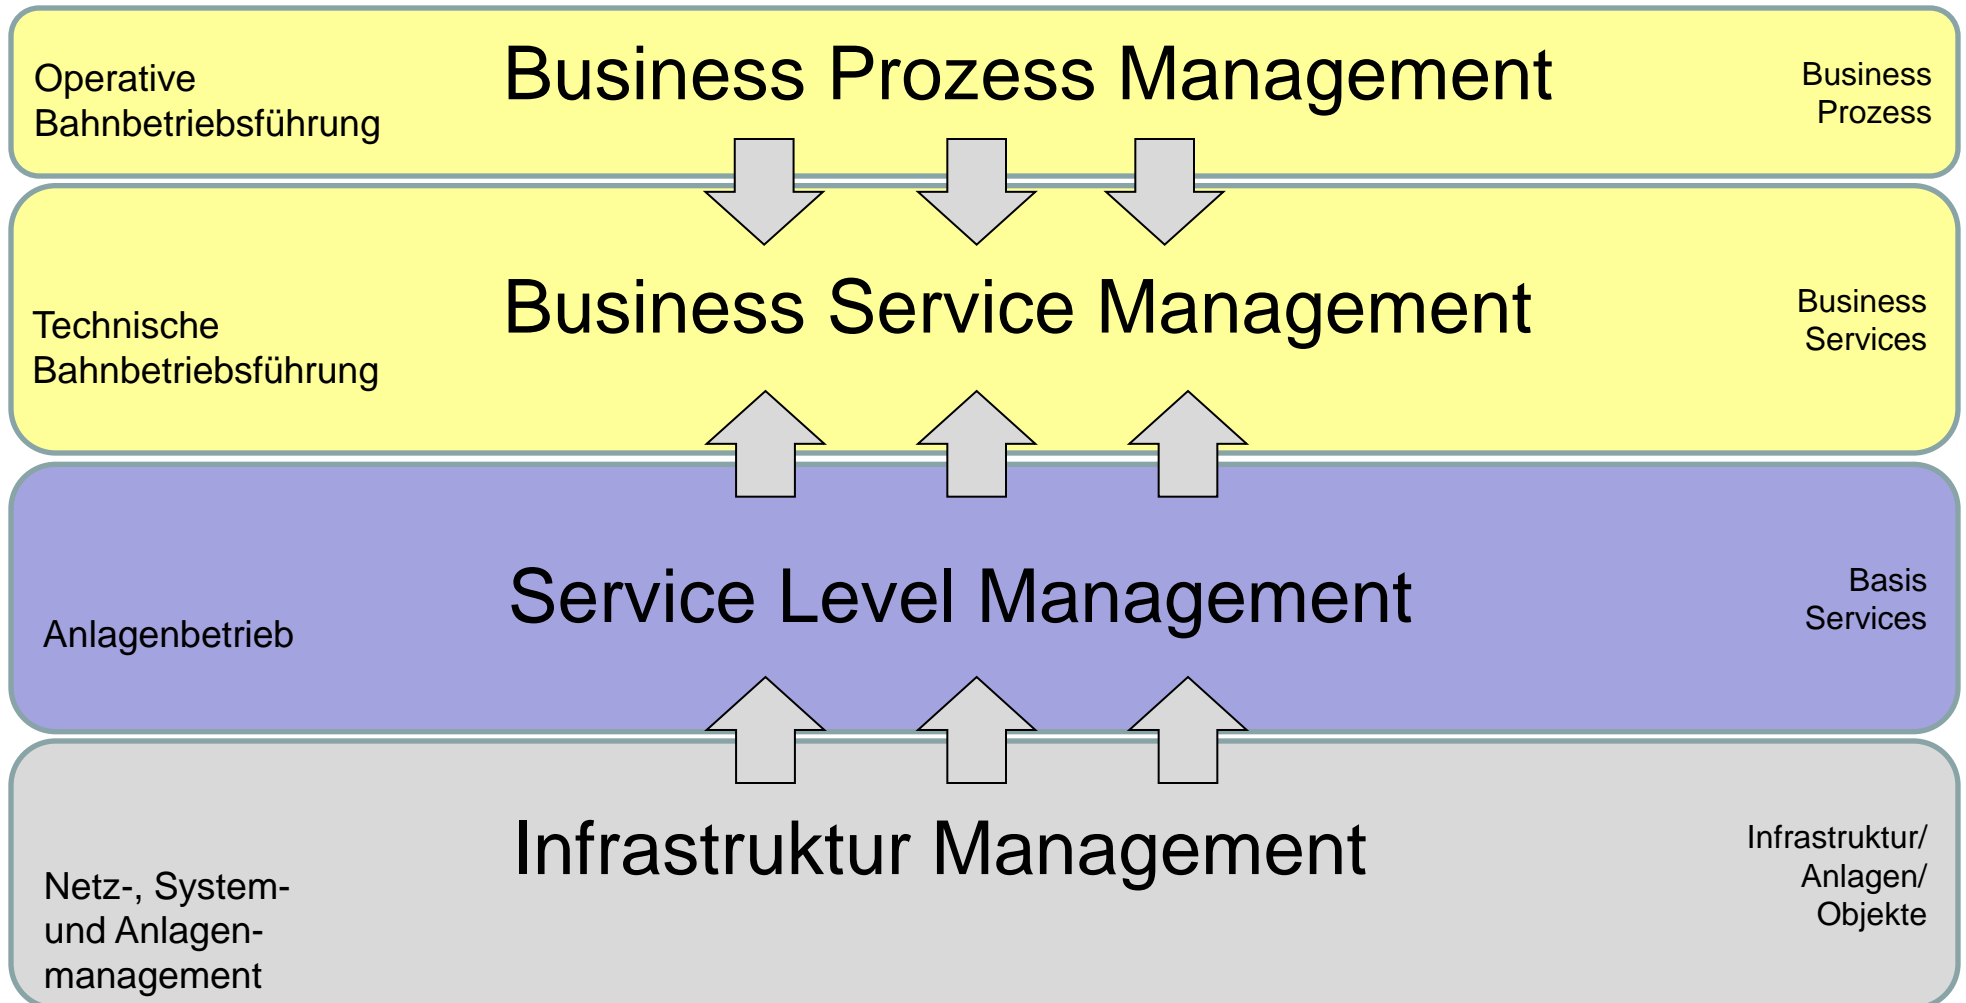 Operative
Bahnbetriebsführung
Business Prozess Management
Business
Prozess
Technische
Bahnbetriebsführung
Business Service Management
Business
Services
Anlagenbetrieb
Service Level Management
Basis
Services
Netz-, System-
und Anlagen-
management
Infrastruktur Management
Infrastruktur/
Anlagen/
Objekte